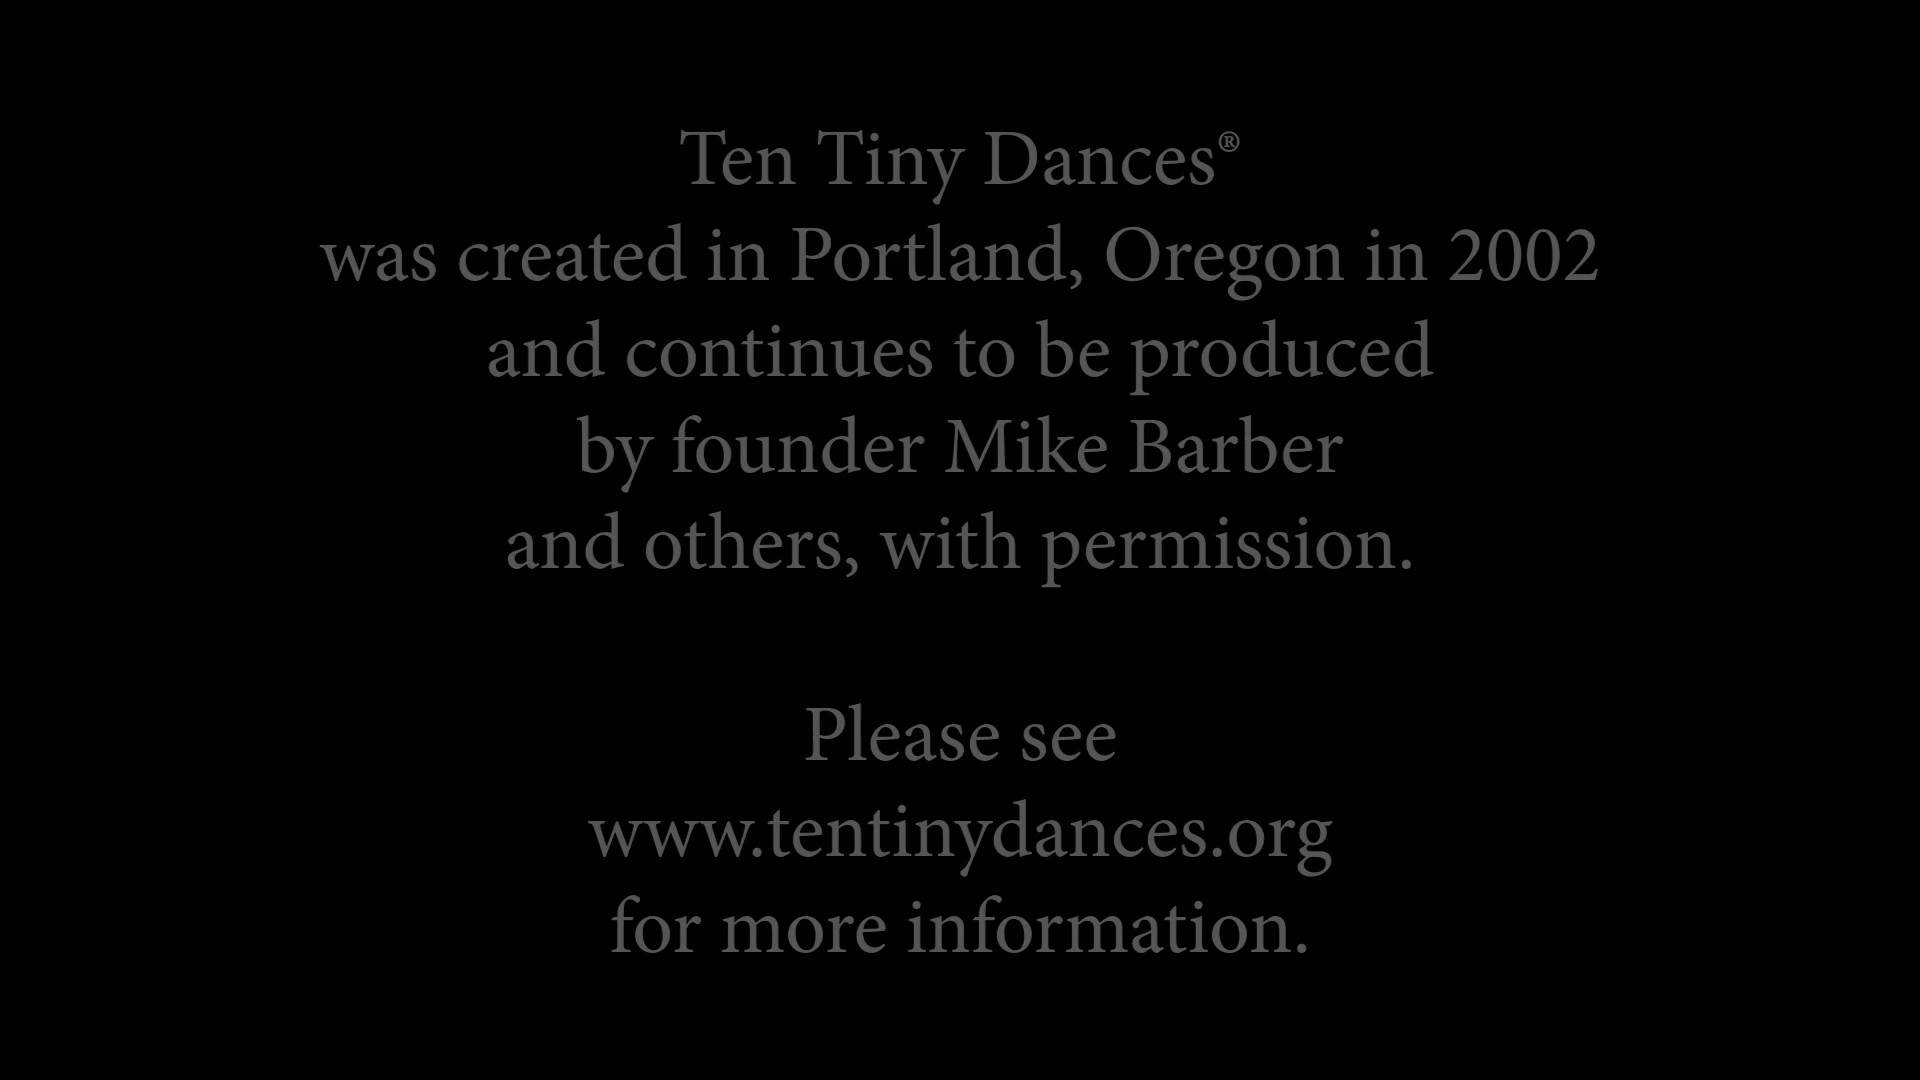 Ten Tiny Dances®
was created in Portland, Oregon in 2002
and continues to be produced
by founder Mike Barber
and others, with permission.
Please see
www.tentinydances.org
for more information.